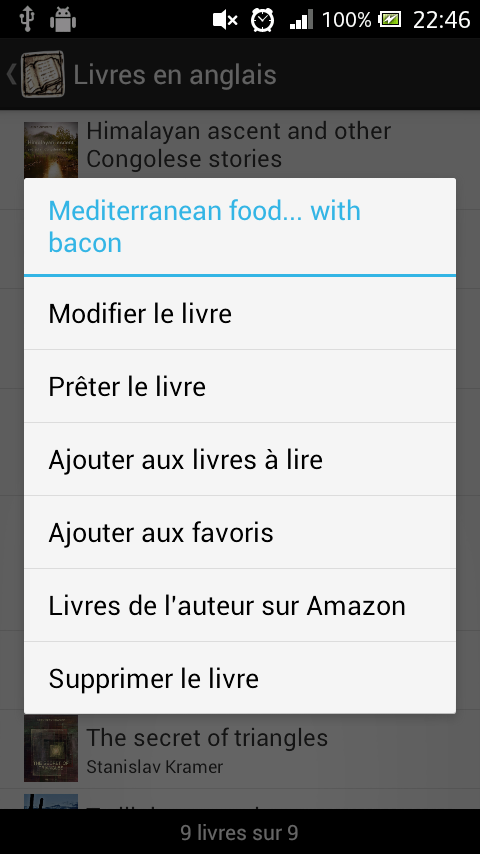 100% 22:46
Livres en anglais
Himalayan ascent and other
Congolese stories
Mediterranean food... with
bacon
Modifier le livre
Prêter le livre
Ajouter aux livres à lire
Ajouter aux favoris
Livres de l'auteur sur Amazon
Supprimer le livre
The secret of triangles
Stanislav Kramer
9 livres sur 9